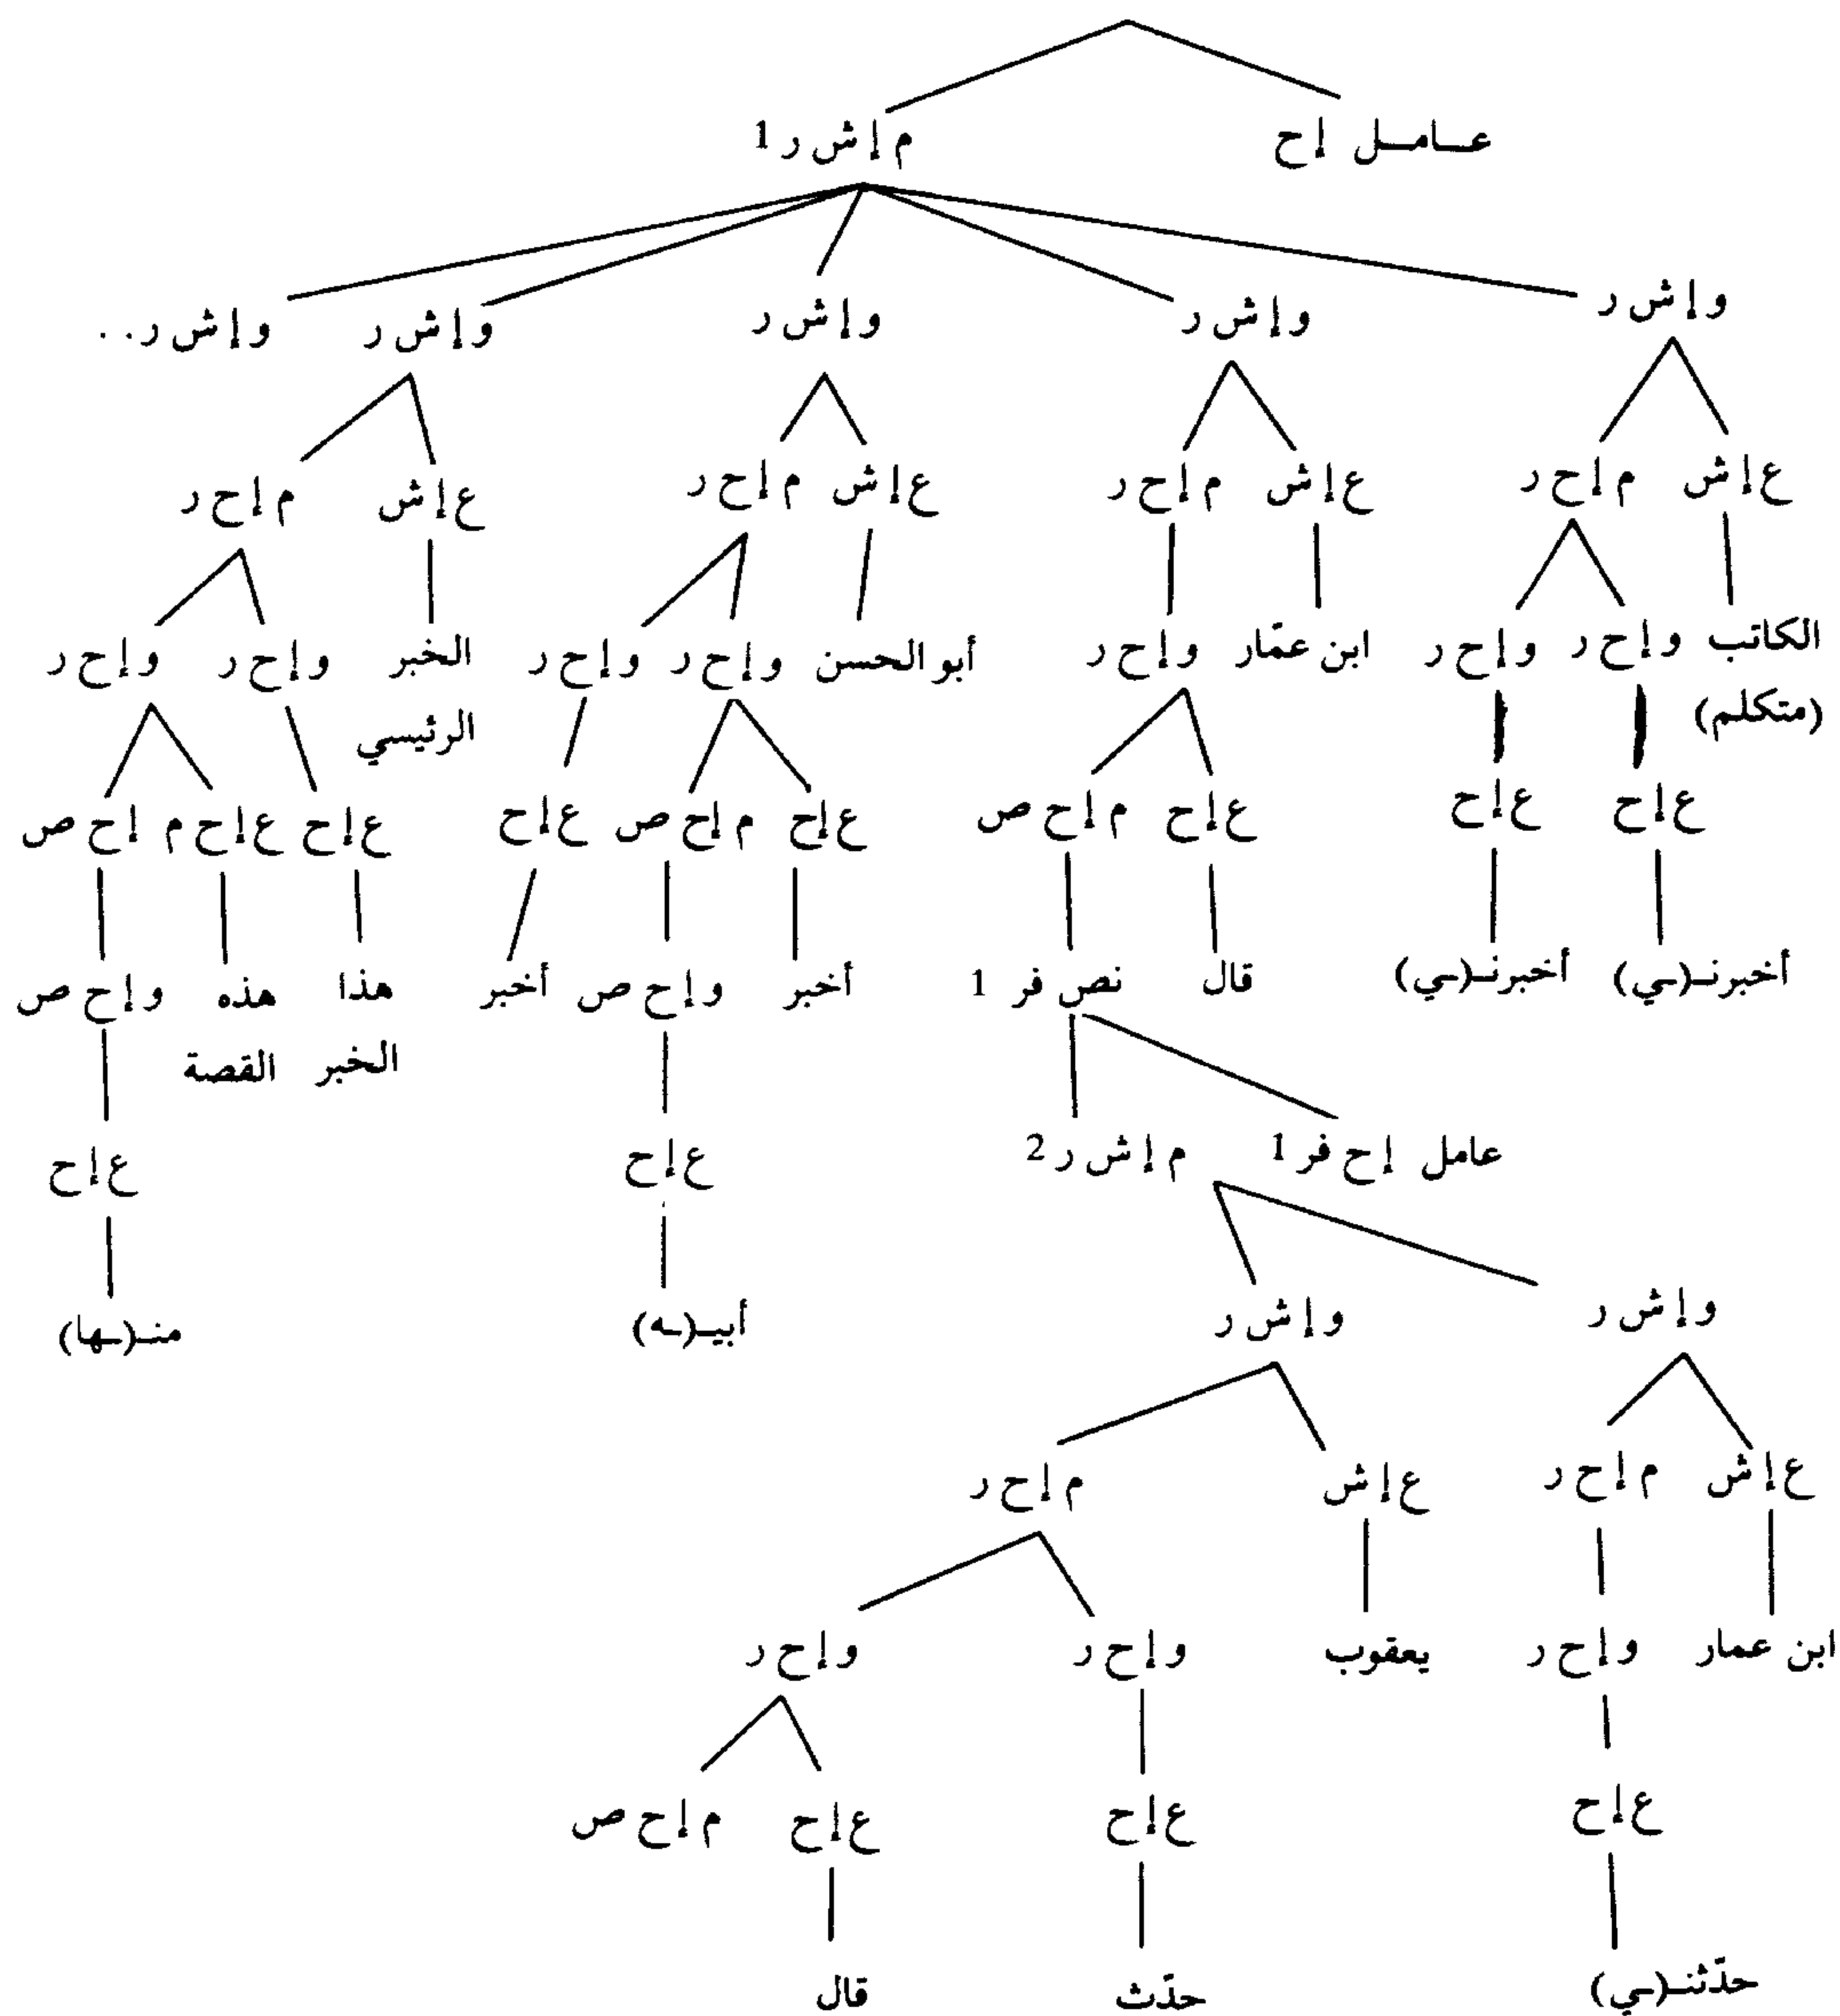 عامل إح م إش ر 1
و إش ر و إش ر و إش ر و إش ر و إش ر . .
ع إش م إح ر ع إش م إح ر ع إش م إح ر ع إش م إح ر
الكاتب و إح ر و إح ر ابن عمّار و إح ر أبو الحسن و إح ر و إح ر الخبر و إح ر و إح ر
(متكلم) الرئيسي
ع إح ع إح ع إح م إح ص ع إح م إح ص ع إح ع إح ع إح م إح ص
أخبرنـ(ـي) أخبرنـ(ـي) قال نص فر 1 أخبر و إح ص أخبر هذا هذه و إح ص
الخبر القصة
عامل إح فر 1 م إش ر 2 ع إح ع إح
و إش ر و إش ر أبيـ(ـه) منـ(ـها)
ع إش م إح ر ع إش م إح ر
ابن عمار و إح ر يعقوب و إح ر و إح ر
ع إح ع إح ع إح م إح ص
حدّثنـ(ـي) حدّث قال